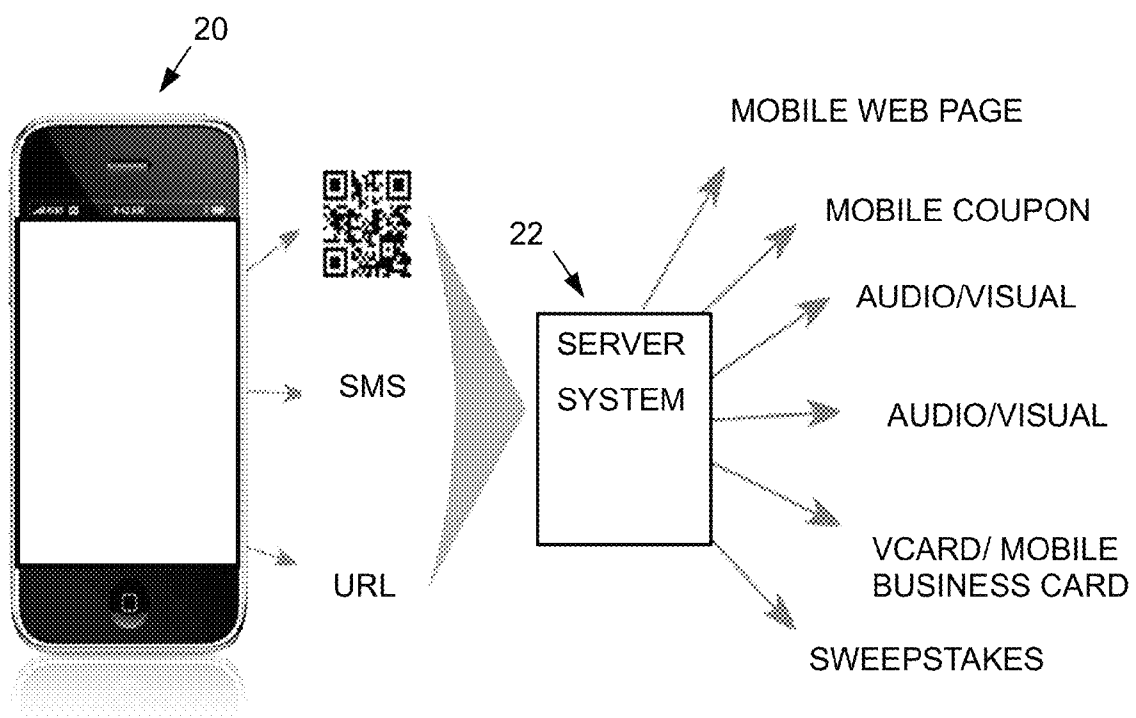 20
MOBILE WEB PAGE
MOBILE COUPON
22
AUDIO/VISUAL
SERVER
SYSTEM
SMS
AUDIO/VISUAL
VCARD/ MOBILE
BUSINESS CARD
URL
SWEEPSTAKES